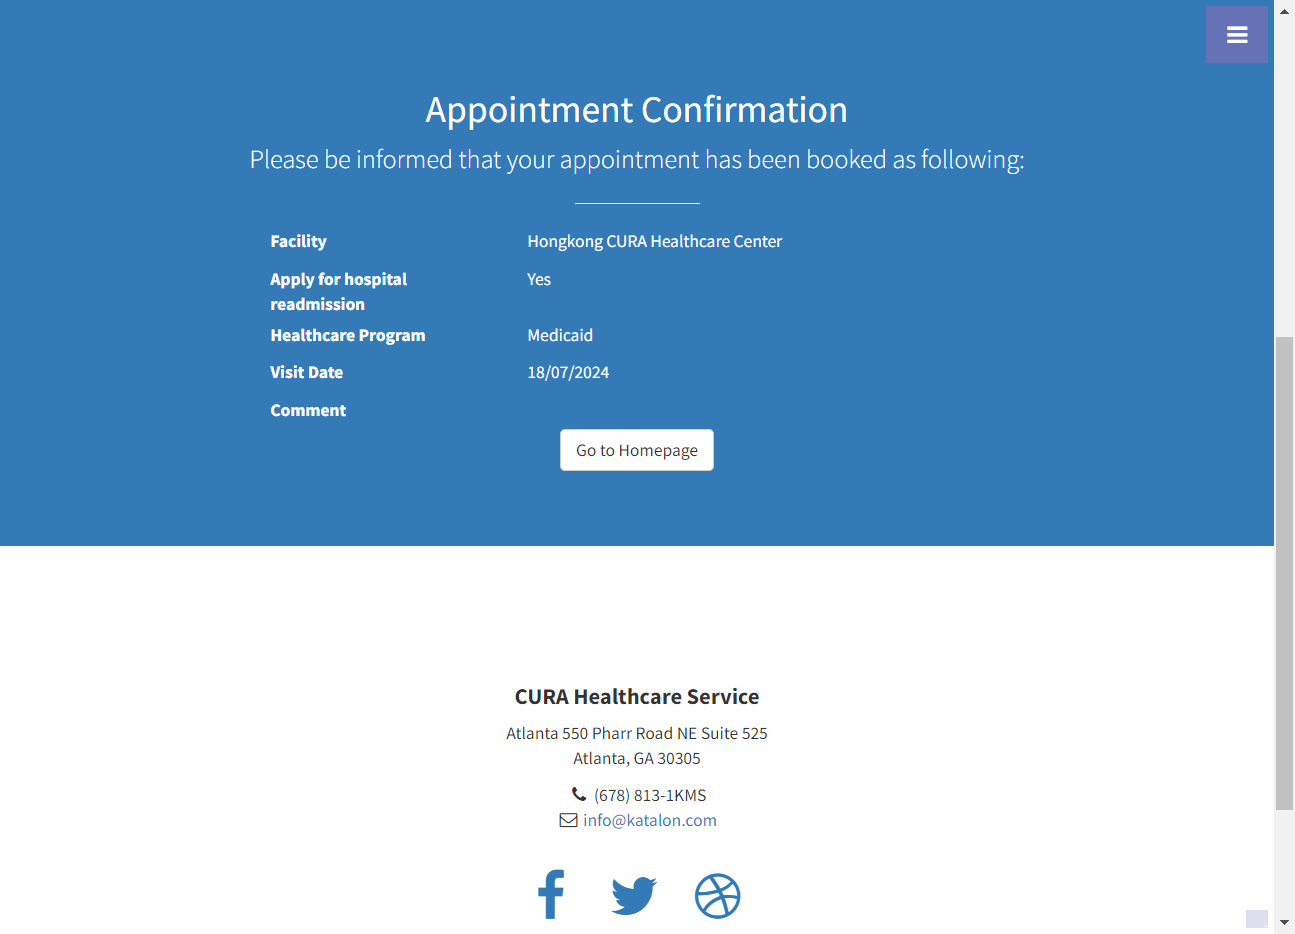 Appointment Confirmation
Please be informed that your appointment has been booked as following:
Facility Hongkong CURA Healthcare Center
Apply for hospital Yes
readmission
Healthcare Program Medicaid
Visit Date 18/07/2024
Comment
Go to Homepage
CURA Healthcare Service
Atlanta 550 Pharr Road NE Suite 525
Atlanta, GA 30305
(678) 813-1KMS
info@katalon.com